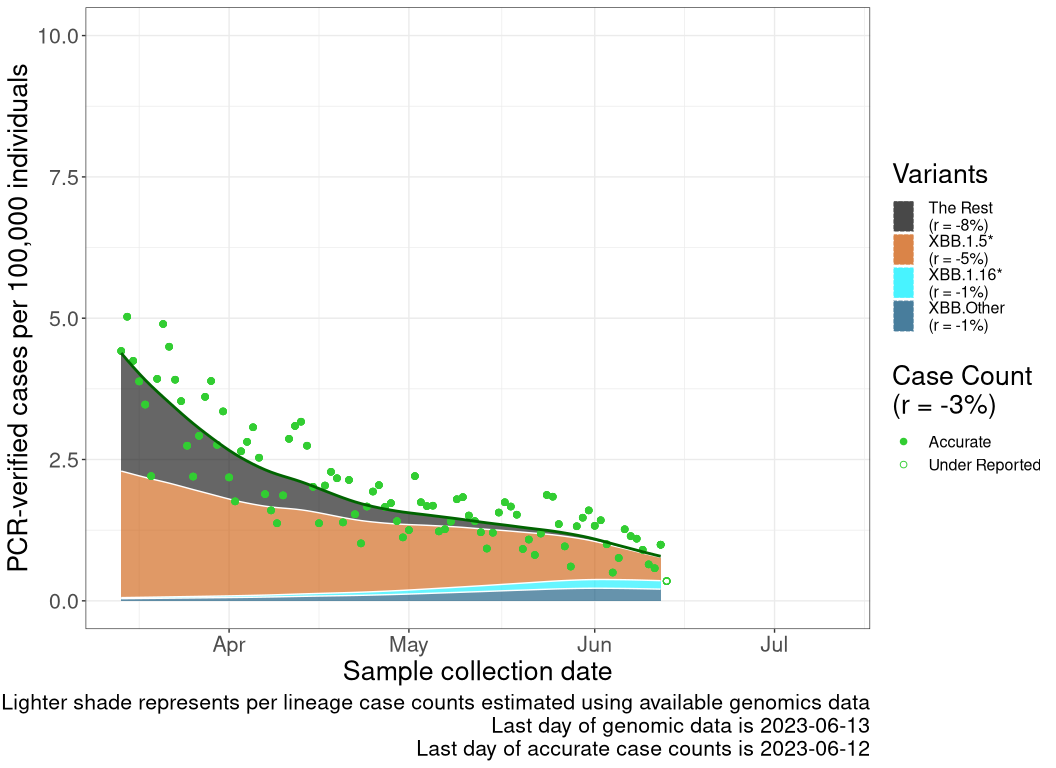 PCR-verified cases per 100,000 individuals
10.0
7.5
5.0
2.5
0.0
Apr
May
Jun
Jul
Sample collection date
Variants
The Rest
(r = -8%)
XBB.1.5*
(r = -5%)
XBB.1.16*
(r = -1%)
XBB.Other
(r = -1%)
Case Count
(r = -3%)
Accurate
Under Reported
Lighter shade represents per lineage case counts estimated using available genomics data
Last day of genomic data is 2023-06-13
Last day of accurate case counts is 2023-06-12